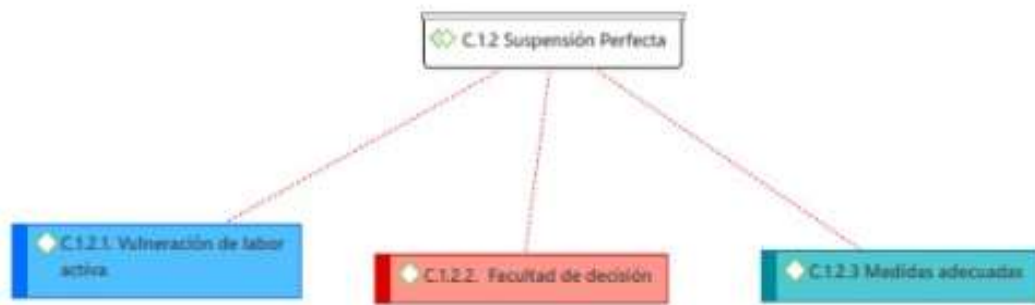 C.1.2 Suspensión Perfecta
C.1.2.1. Vulneración de labor
activa
C.1.2.2. Facultad de decisión
C.1.2.3 Medidas adecuadas